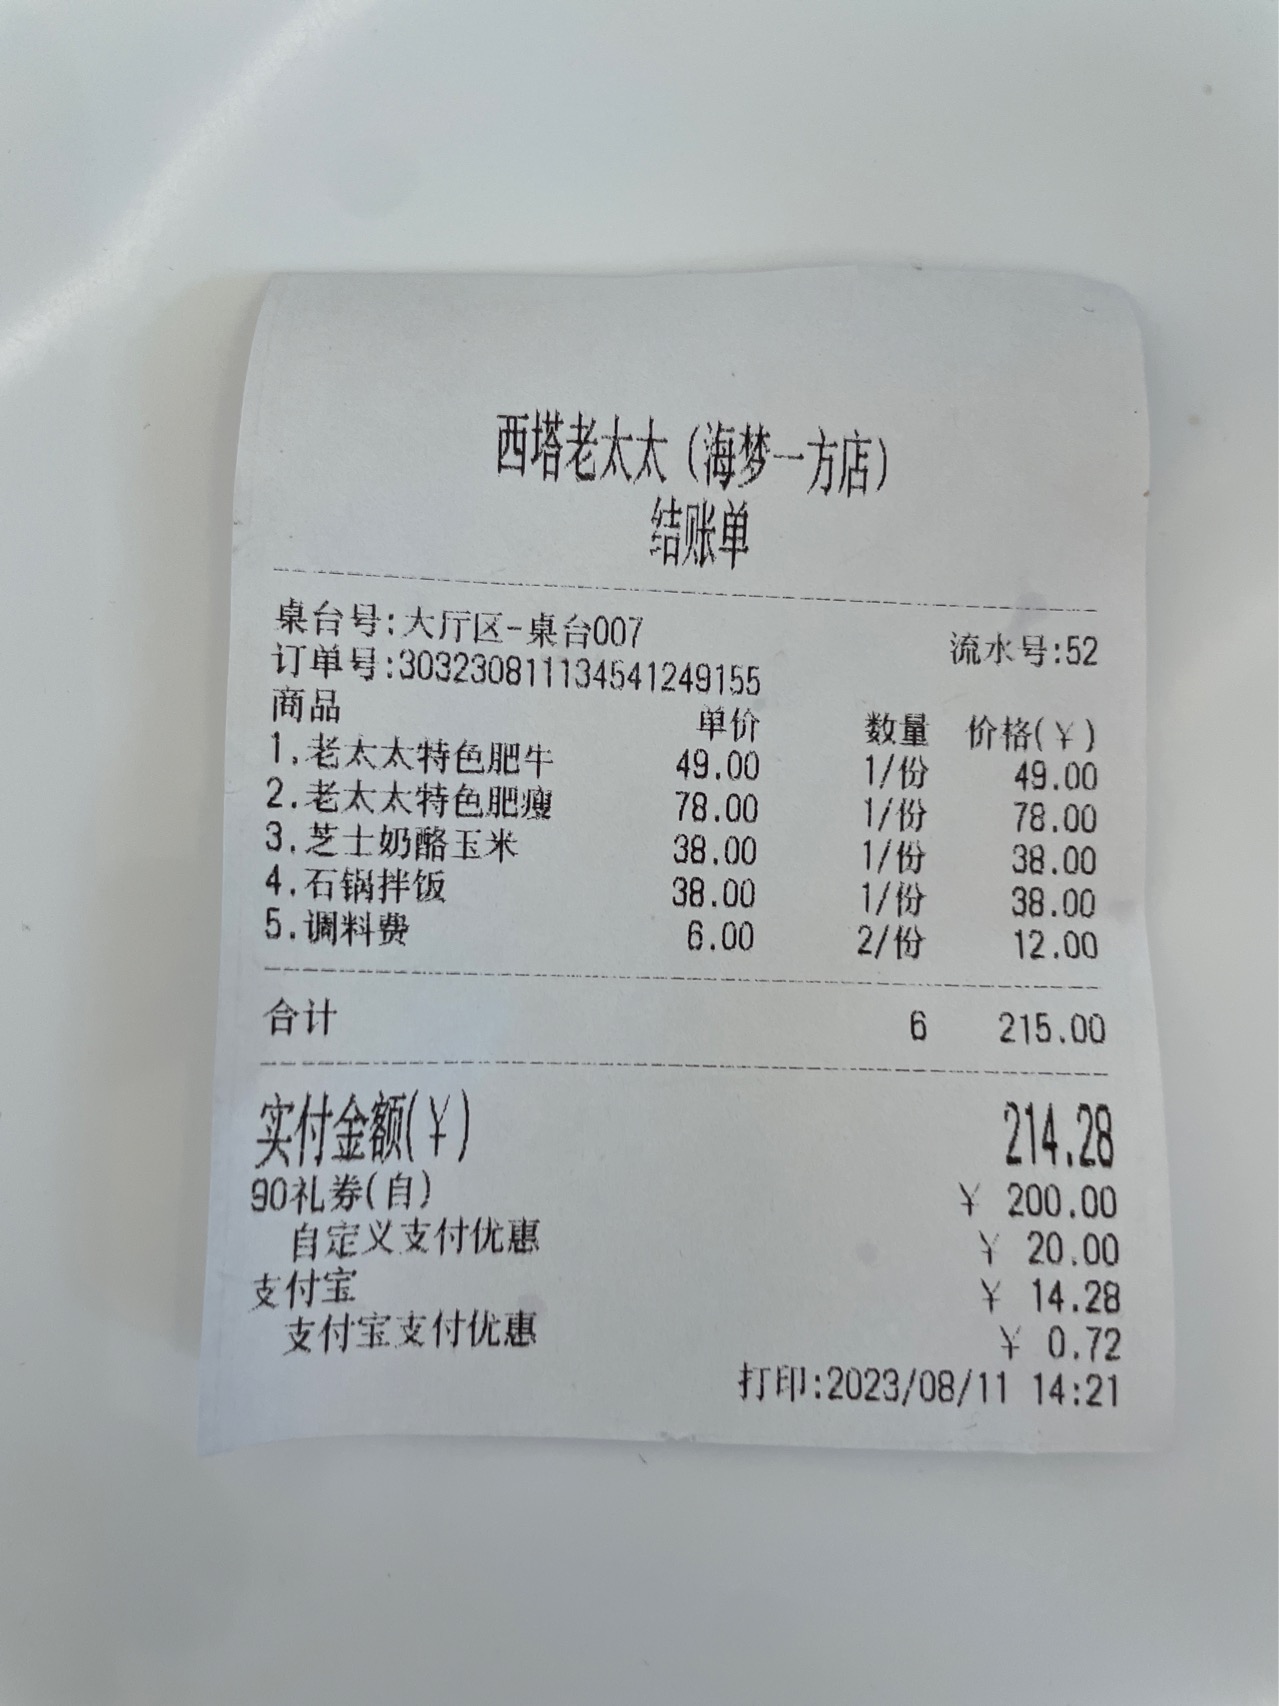 西塔老太太(海梦一方店)
结账单
桌台号:大厅区-桌台007 流水号:52
订单号:303230811134541249155
商品 单价 数量 价格(¥)
1.老太太特色肥牛 49.00 1/份 49.00
2.老太太特色肥瘦 78.00 1/份 78.00
3.芝士奶酪玉米 38.00 1/份 38.00
4.石锅拌饭 38.00 1/份 38.00
5.调料费 6.00 2/份 12.00
合计 6 215.00
实付金额(¥) 214.28
90礼券(自) ¥ 200.00
自定义支付优惠 ¥ 20.00
支付宝 ¥ 14.28
支付宝支付优惠 ¥ 0.72
打印:2023/08/11 14:21